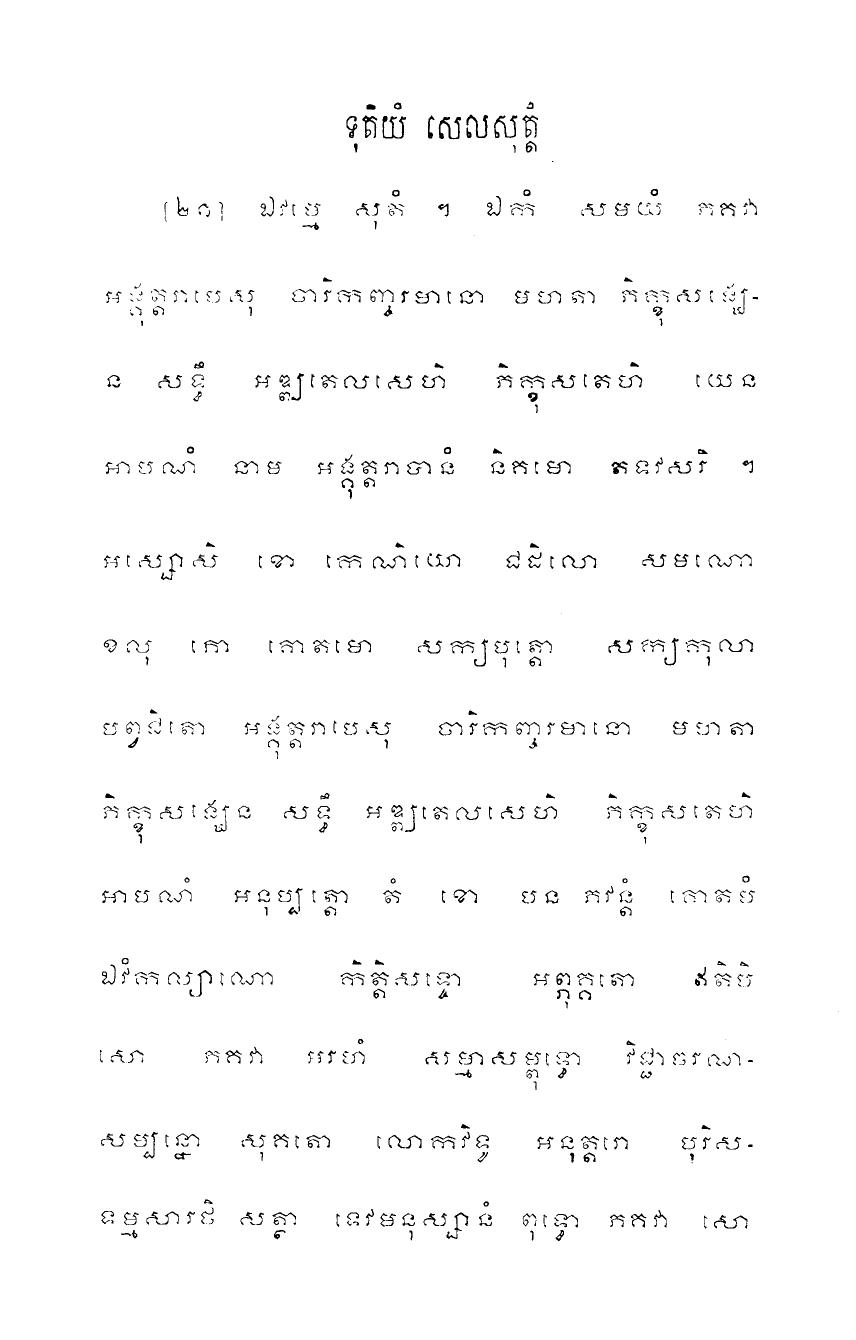 ទុតិយំ សេលសុត្តំ
(២១) ឯវម្មេ សុតំ ។ ឯកំ សមយំ ភគវា
អង្គុត្តរាបេសុ ចារិកញ្ចរមានោ មហតា ភិក្ខុសង្ឃេ-
ន សទ្ធឹ អឌ្ឍតេលសេហិ ភិក្ខុសតេហិ យេន
អាបណំ នាម អង្គុត្តរាបានំ និគមោ តទវសរិ ។
អស្សោសិ ខោ កេណិយោ ជដិលោ សមណោ
ខលុ ភោ គោតមោ សក្យបុត្តោ សក្យកុលា
បព្វជិតោ អង្គុត្តរាបេសុ ចារិកញ្ចរមានោ មហតា
ភិក្ខុសង្ឃេន សទ្ធឹ អឌ្ឍតេលសេហិ ភិក្ខុសតេហិ
អាបណំ អនុប្បត្តោ តំ ខោ បន ភវន្តំ គោតមំ
ឯវំកល្យាណោ កិត្តិសទ្ទោ អព្ភុគ្គតោ ឥតិបិ
សោ ភគវា អរហំ សម្មាសម្ពុទ្ធោ វិជ្ជាចរណ-
សម្បន្នោ សុគតោ លោកវិទូ អនុត្តរោ បុរិស-
ទម្មសារថិ សត្ថា ទេវមនុស្សានំ ពុទ្ធោ ភគវា សោ